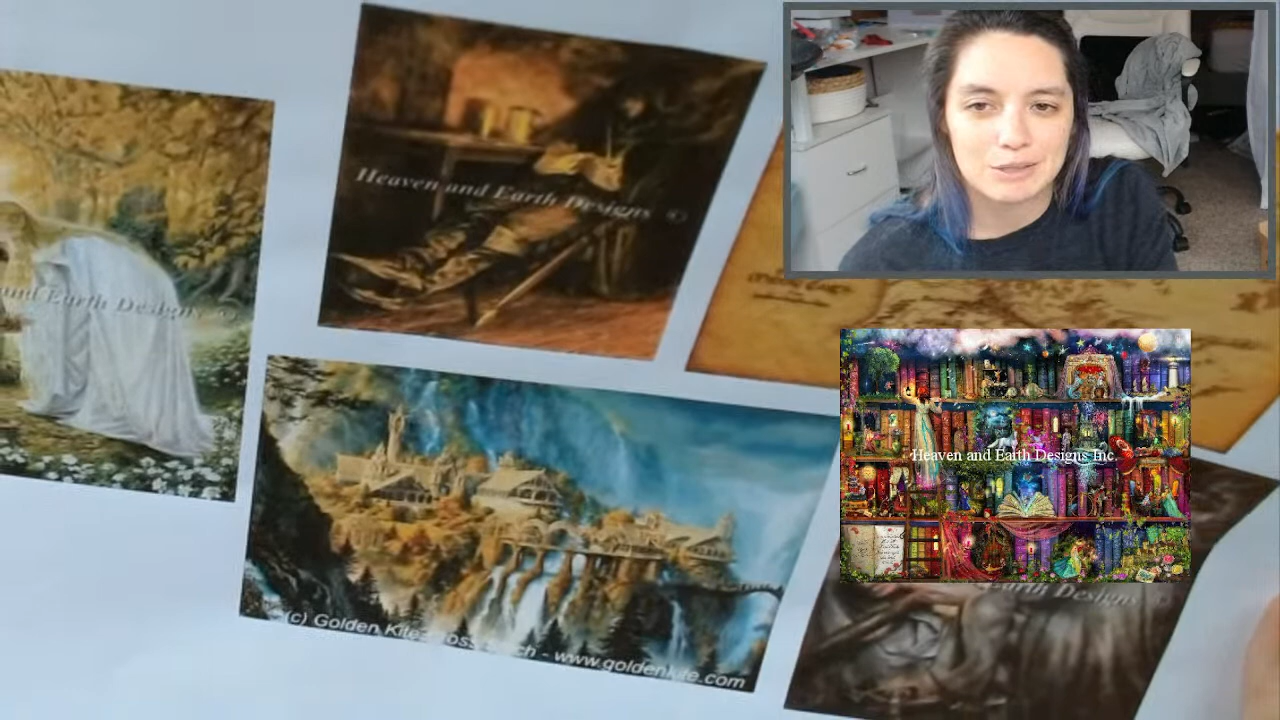 Heaven and Earth Designs ©
and Earth Designs ©
Heaven and Earth Designs Inc.
Earth Designs ©
(c) Golden Kite - www.goldenkite.com